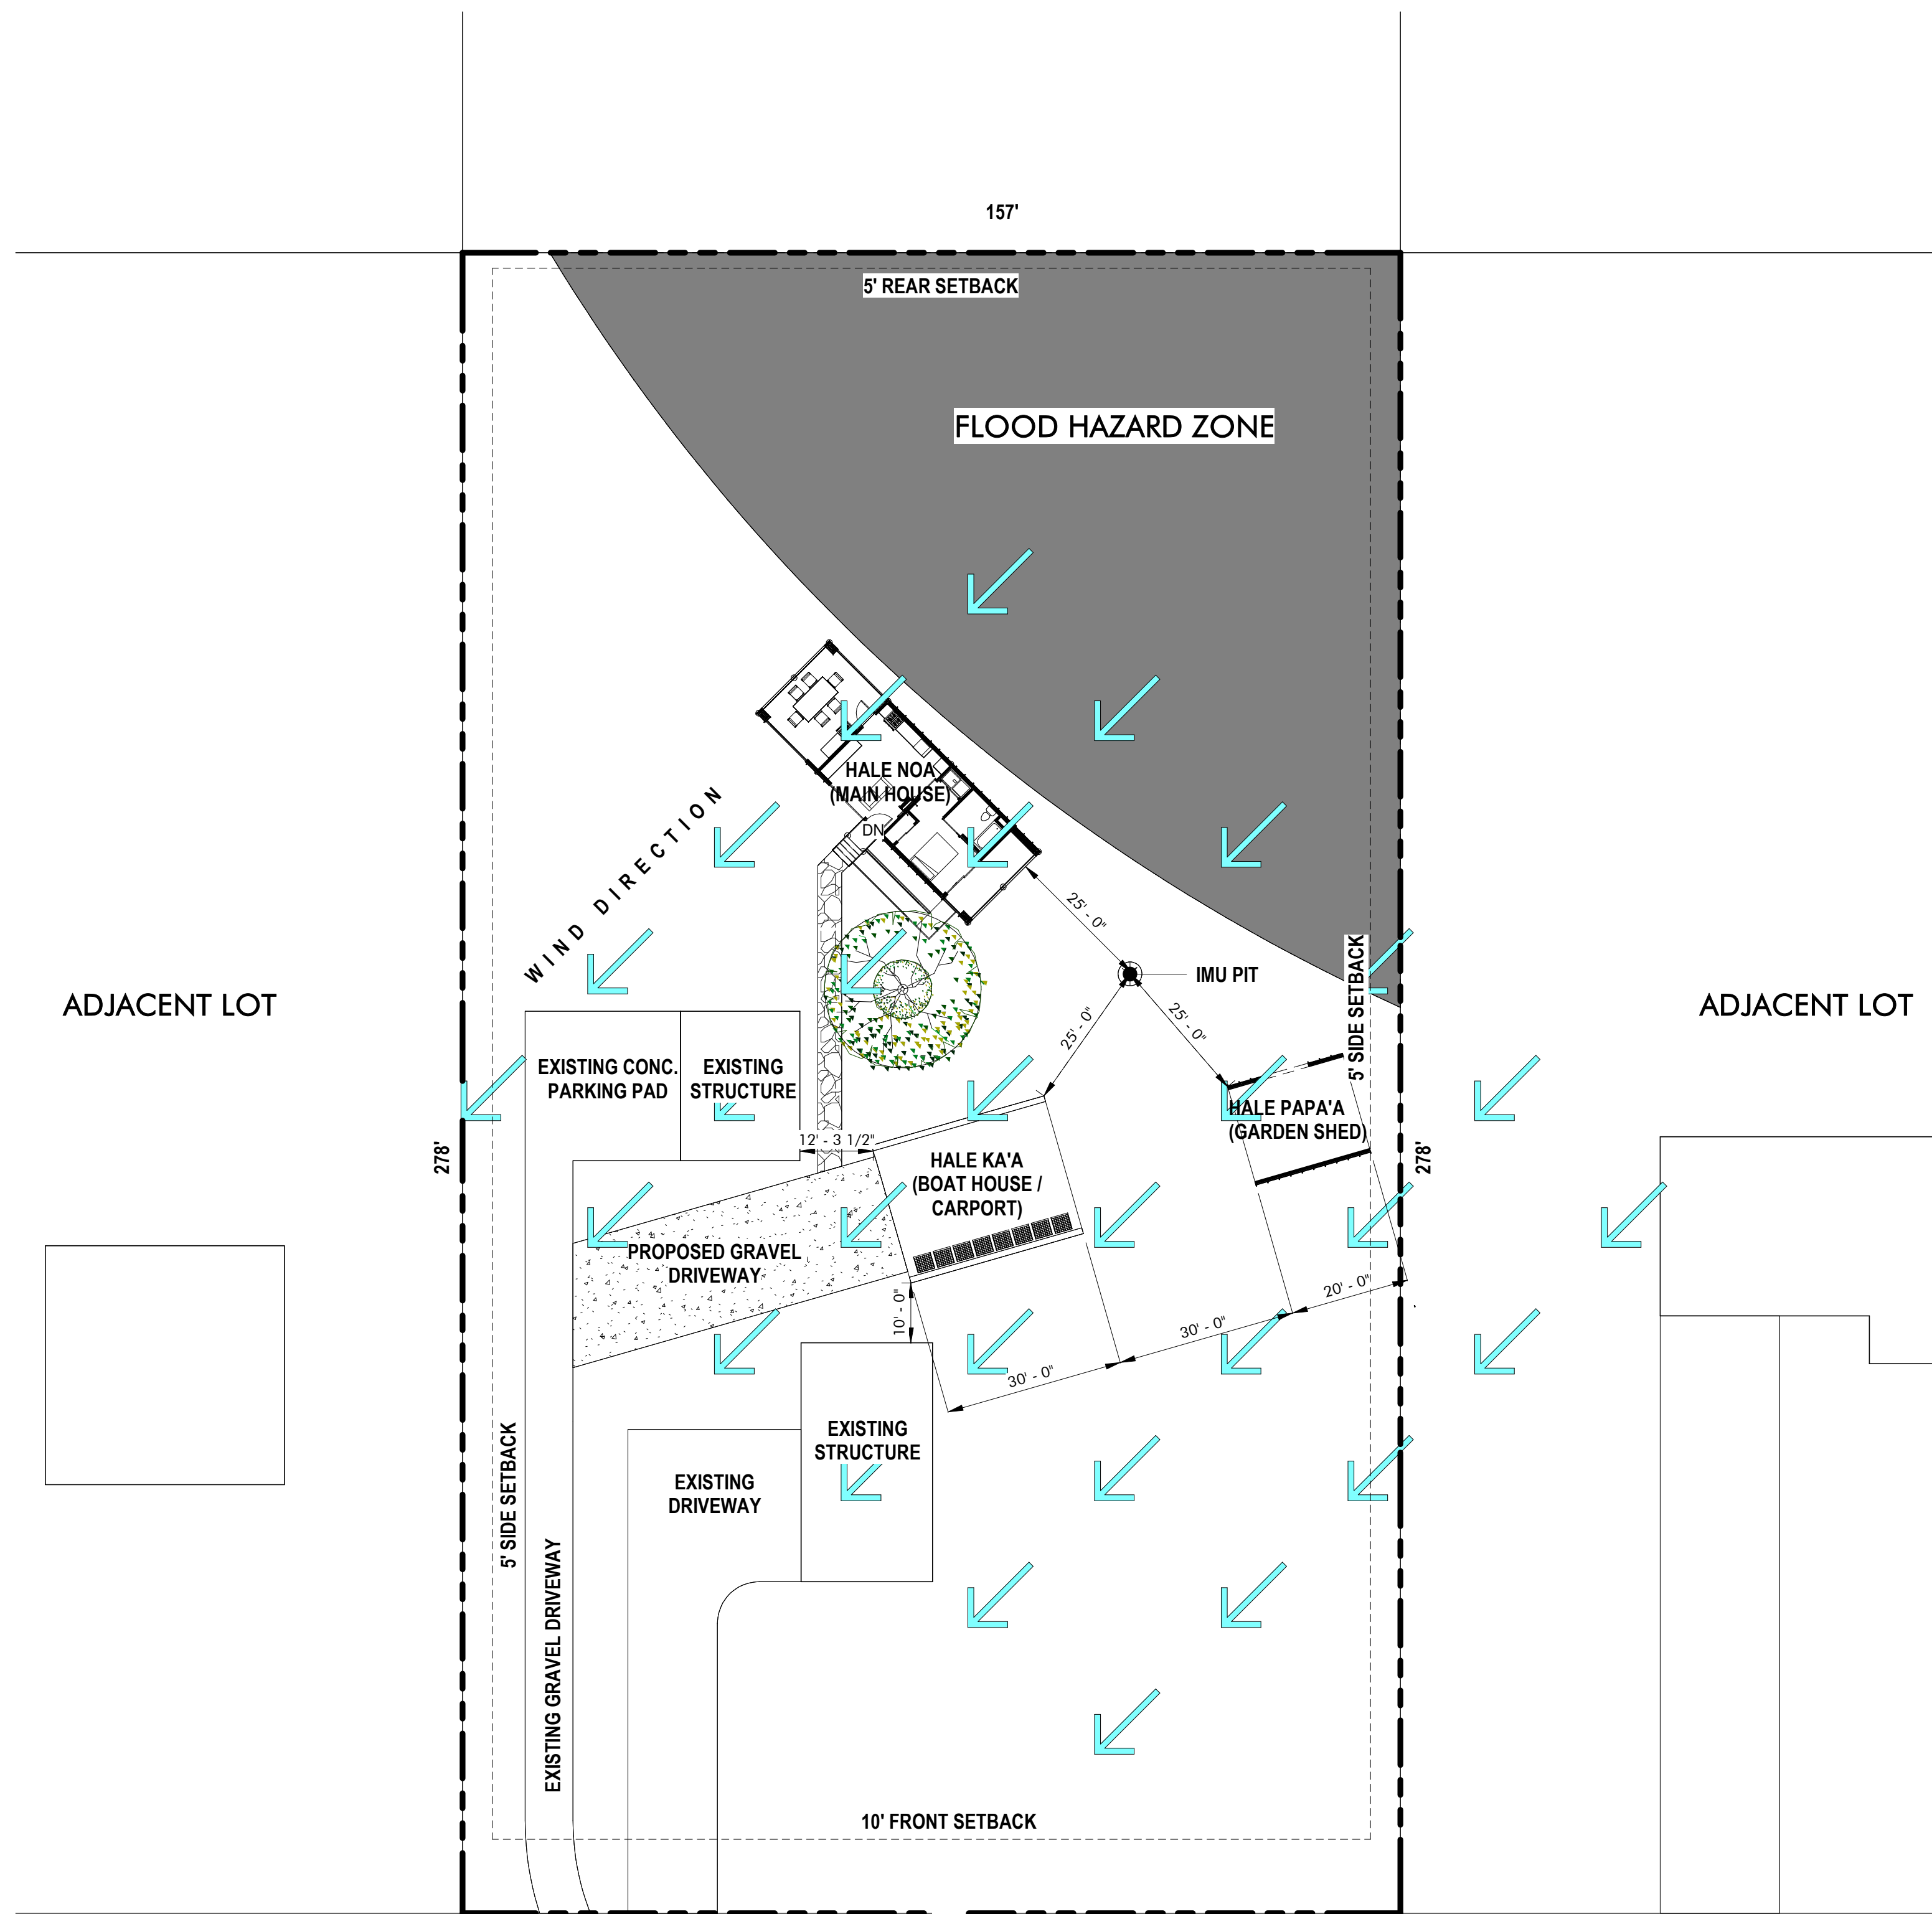 157'
5' REAR SETBACK
FLOOD HAZARD ZONE
HALE NOA
(MAIN HOUSE)
DN
WIND DIRECTION
25' - 0"
IMU PIT
5' SIDE SETBACK
ADJACENT LOT
ADJACENT LOT
25' - 0"
25' - 0"
EXISTING CONC.
PARKING PAD
EXISTING
STRUCTURE
HALE PAPA'A
(GARDEN SHED)
12' - 3 1/2"
278'
278'
HALE KA'A
(BOAT HOUSE /
CARPORT)
PROPOSED GRAVEL
DRIVEWAY
10' - 0"
20' - 0"
30' - 0"
30' - 0"
EXISTING
STRUCTURE
EXISTING
DRIVEWAY
5' SIDE SETBACK
EXISTING GRAVEL DRIVEWAY
10' FRONT SETBACK